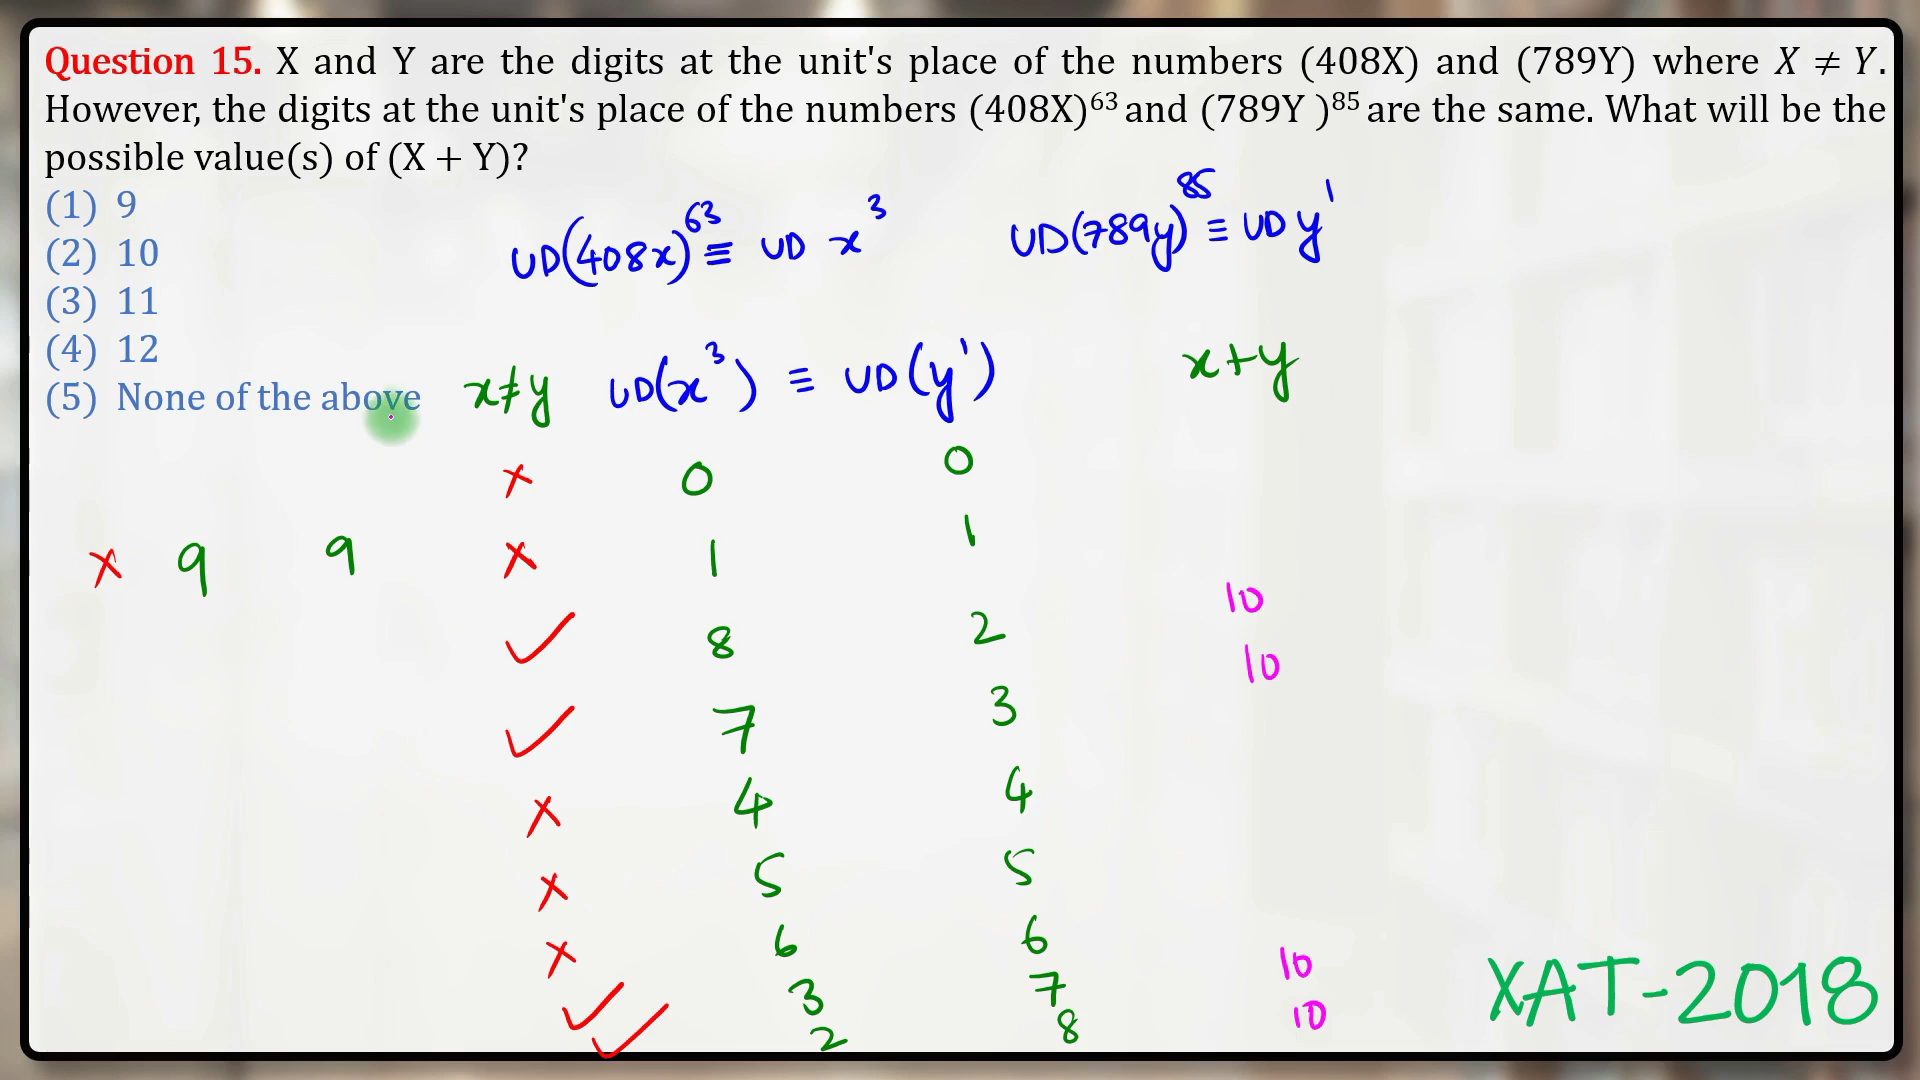 Question 15. X and Y are the digits at the unit's place of the numbers (408X) and (789Y) where X ≠ Y.
However, the digits at the unit's place of the numbers (408X)⁶³ and (789Y )⁸⁵ are the same. What will be the
possible value(s) of (X + Y)?
(1) 9
(2) 10
(3) 11
(4) 12
(5) None of the above
UD(408x)⁶³ ≡ UD x³
UD(789y)⁸⁵ ≡ UD y¹
x≠y UD(x³) ≡ UD(y¹) x+y
× 0 0
× 9 9 × 1 1
✓ 8 2 10
✓ 7 3 10
× 4 4
× 5 5
× 6 6
✓ 3 7 10
✓ 2 8 10
XAT-2018